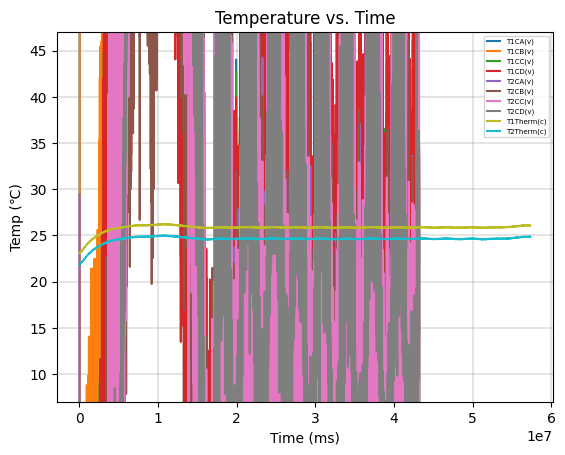 Temperature vs. Time
Temp (℃)
45
40
35
30
25
20
15
10
T1CA(v)
T1CB(v)
T1CC(v)
T1CD(v)
T2CA(v)
T2CB(v)
T2CC(v)
T2CD(v)
T1Therm(c)
T2Therm(c)
0 1 2 3 4 5 6
1e7
Time (ms)